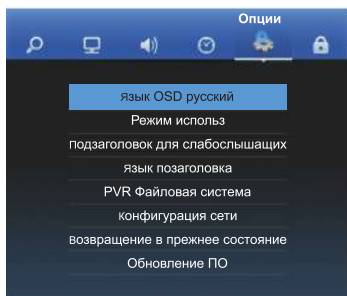 Опции
язык OSD русский
Режим использ
подзаголовок для слабослышащих
язык позаголовка
PVR Файловая система
конфигурация сети
возвращение в прежнее состояние
Обновление ПО